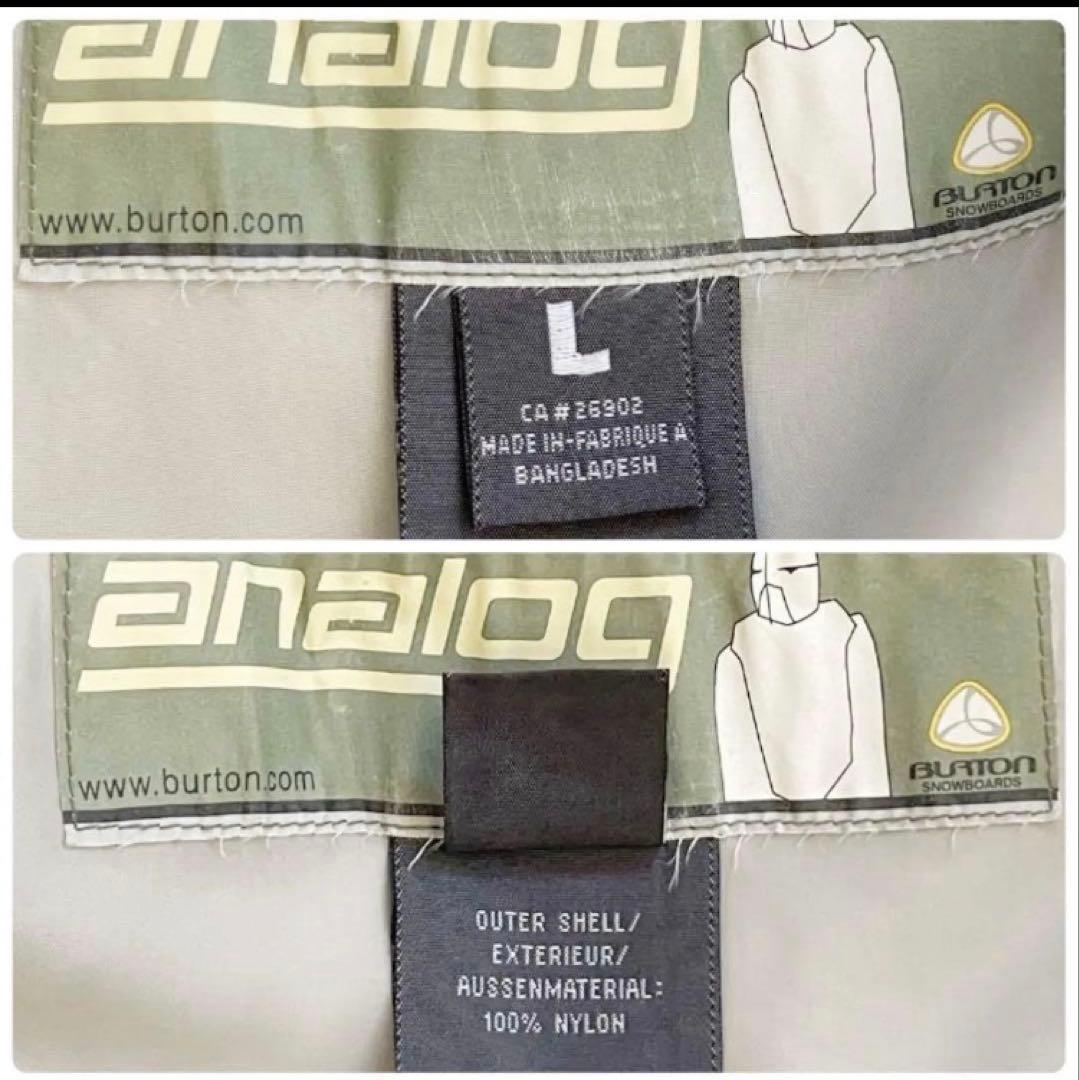 analog
www.burton.com
BURTON
SNOWBOARDS
L
CA # 26902
MADE IN-FABRIQUE A
BANGLADESH
analog
www.burton.com
BURTON
SNOWBOARDS
OUTER SHELL/
EXTERIEUR/
AUSSENMATERIAL:
100% NYLON